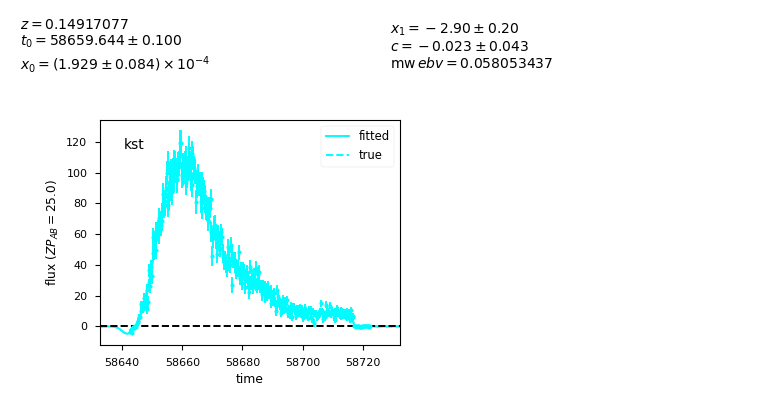 z = 0.14917077
t₀ = 58659.644 ± 0.100
x₀ = (1.929 ± 0.084) × 10⁻⁴
x₁ = −2.90 ± 0.20
c = −0.023 ± 0.043
mw ebv = 0.058053437
kst
fitted
true
flux (ZP_AB = 25.0)
120
100
80
60
40
20
0
58640 58660 58680 58700 58720
time